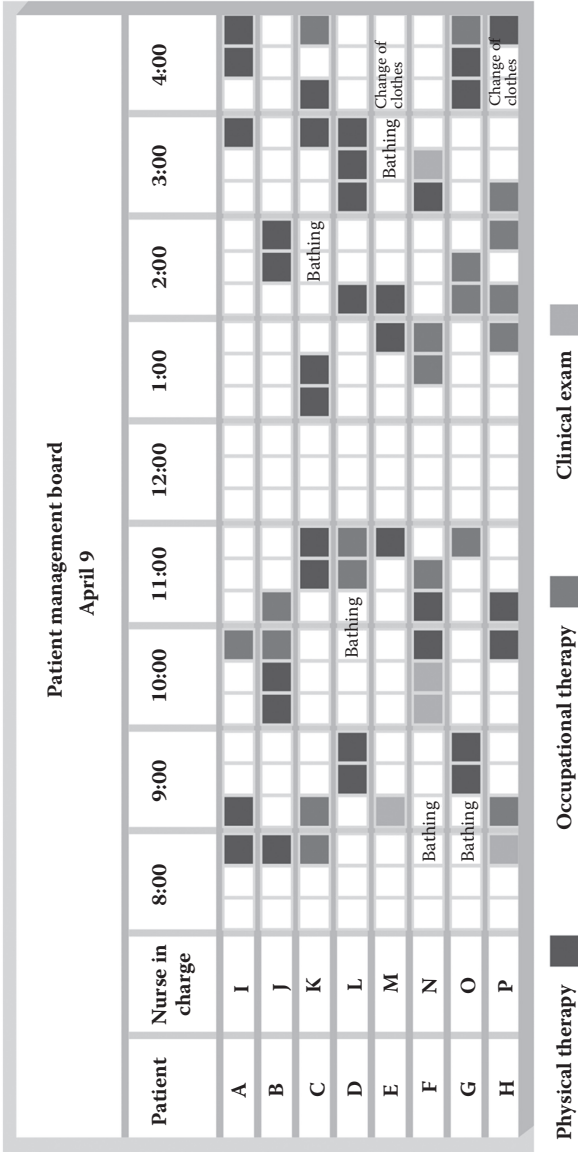 Patient management board
April 9
Patient
Nurse in
charge
8:00
9:00
10:00
11:00
12:00
1:00
2:00
3:00
4:00
A
I
B
J
C
K
Bathing
D
L
Bathing
E
M
Bathing
Change of
clothes
F
N
Bathing
G
O
Bathing
H
P
Change of
clothes
Physical therapy
Occupational therapy
Clinical exam